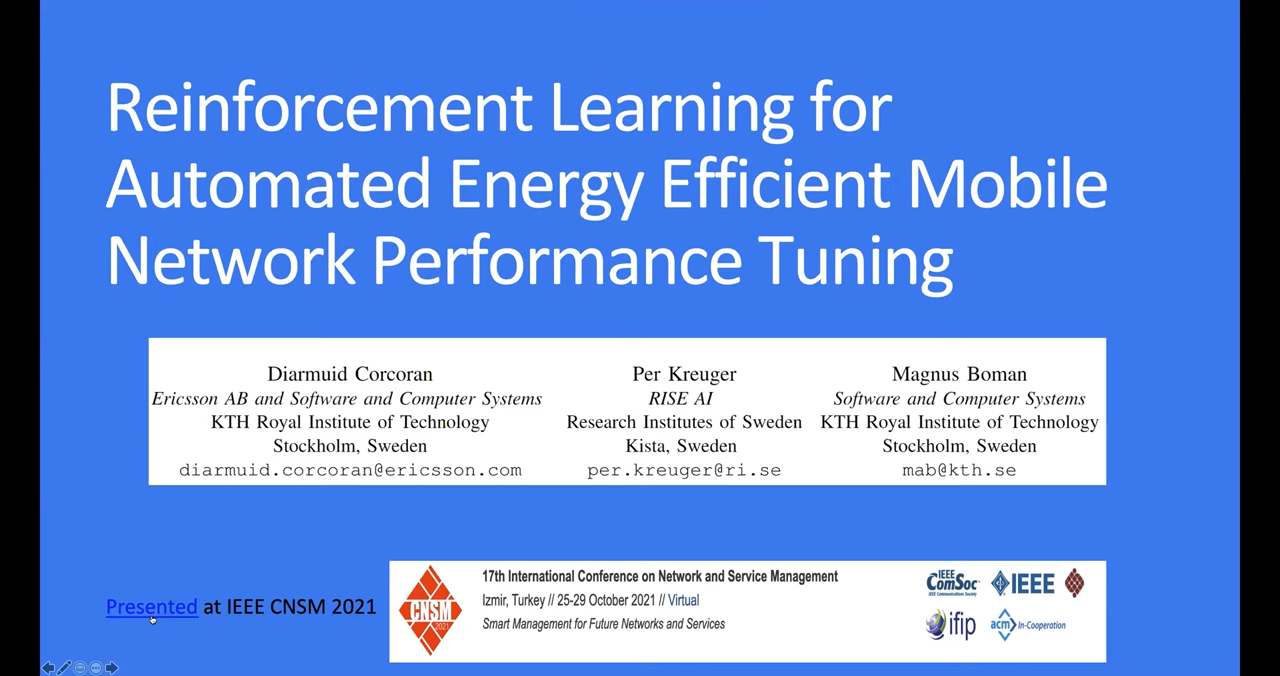 Reinforcement Learning for
Automated Energy Efficient Mobile
Network Performance Tuning
Diarmuid Corcoran
Ericsson AB and Software and Computer Systems
KTH Royal Institute of Technology
Stockholm, Sweden
diarmuid.corcoran@ericsson.com
Per Kreuger
RISE AI
Research Institutes of Sweden
Kista, Sweden
per.kreuger@ri.se
Magnus Boman
Software and Computer Systems
KTH Royal Institute of Technology
Stockholm, Sweden
mab@kth.se
Presented at IEEE CNSM 2021
CNSM
2021
17th International Conference on Network and Service Management
Izmir, Turkey // 25-29 October 2021 // Virtual
Smart Management for Future Networks and Services
IEEE
ComSoc
IEEE Communications Society
IEEE
ifip
acm In-Cooperation